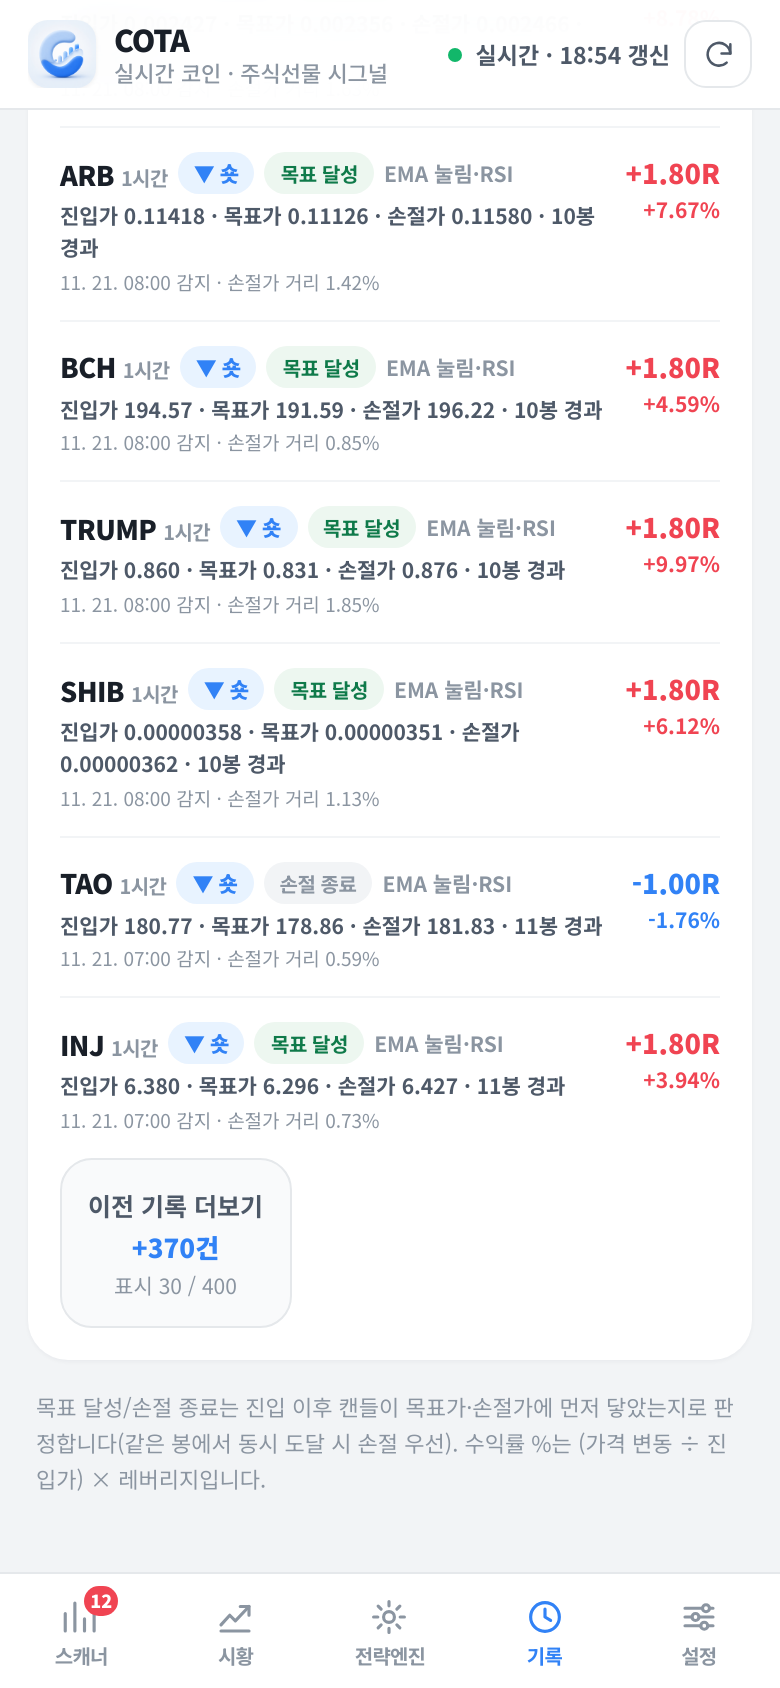 COTA
실시간 코인 · 주식선물 시그널
실시간 · 18:54 갱신
ARB 1시간 ▼ 숏 목표 달성 EMA 눌림·RSI +1.80R
진입가 0.11418 · 목표가 0.11126 · 손절가 0.11580 · 10봉 +7.67%
경과
11. 21. 08:00 감지 · 손절가 거리 1.42%
BCH 1시간 ▼ 숏 목표 달성 EMA 눌림·RSI +1.80R
진입가 194.57 · 목표가 191.59 · 손절가 196.22 · 10봉 경과 +4.59%
11. 21. 08:00 감지 · 손절가 거리 0.85%
TRUMP 1시간 ▼ 숏 목표 달성 EMA 눌림·RSI +1.80R
진입가 0.860 · 목표가 0.831 · 손절가 0.876 · 10봉 경과 +9.97%
11. 21. 08:00 감지 · 손절가 거리 1.85%
SHIB 1시간 ▼ 숏 목표 달성 EMA 눌림·RSI +1.80R
진입가 0.00000358 · 목표가 0.00000351 · 손절가 +6.12%
0.00000362 · 10봉 경과
11. 21. 08:00 감지 · 손절가 거리 1.13%
TAO 1시간 ▼ 숏 손절 종료 EMA 눌림·RSI -1.00R
진입가 180.77 · 목표가 178.86 · 손절가 181.83 · 11봉 경과 -1.76%
11. 21. 07:00 감지 · 손절가 거리 0.59%
INJ 1시간 ▼ 숏 목표 달성 EMA 눌림·RSI +1.80R
진입가 6.380 · 목표가 6.296 · 손절가 6.427 · 11봉 경과 +3.94%
11. 21. 07:00 감지 · 손절가 거리 0.73%
이전 기록 더보기
+370건
표시 30 / 400
목표 달성/손절 종료는 진입 이후 캔들이 목표가·손절가에 먼저 닿았는지로 판
정합니다(같은 봉에서 동시 도달 시 손절 우선). 수익률 %는 (가격 변동 ÷ 진
입가) × 레버리지입니다.
12
스캐너 시황 전략엔진 기록 설정